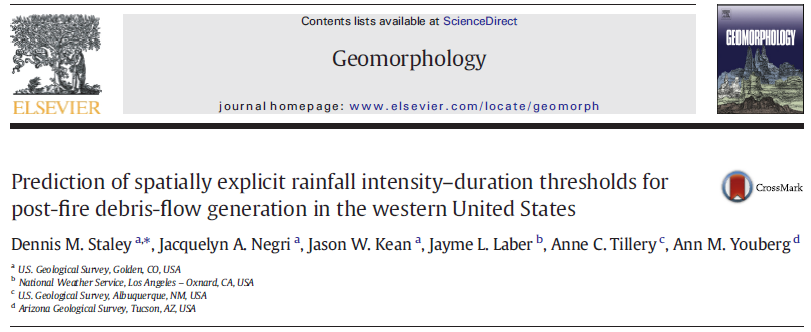 Contents lists available at ScienceDirect
Geomorphology
journal homepage: www.elsevier.com/locate/geomorph
ELSEVIER
GEOMORPHOLOGY
Prediction of spatially explicit rainfall intensity–duration thresholds for
post-fire debris-flow generation in the western United States
CrossMark
Dennis M. Staley a,*, Jacquelyn A. Negri a, Jason W. Kean a, Jayme L. Laber b, Anne C. Tillery c, Ann M. Youberg d
a U.S. Geological Survey, Golden, CO, USA
b National Weather Service, Los Angeles – Oxnard, CA, USA
c U.S. Geological Survey, Albuquerque, NM, USA
d Arizona Geological Survey, Tucson, AZ, USA